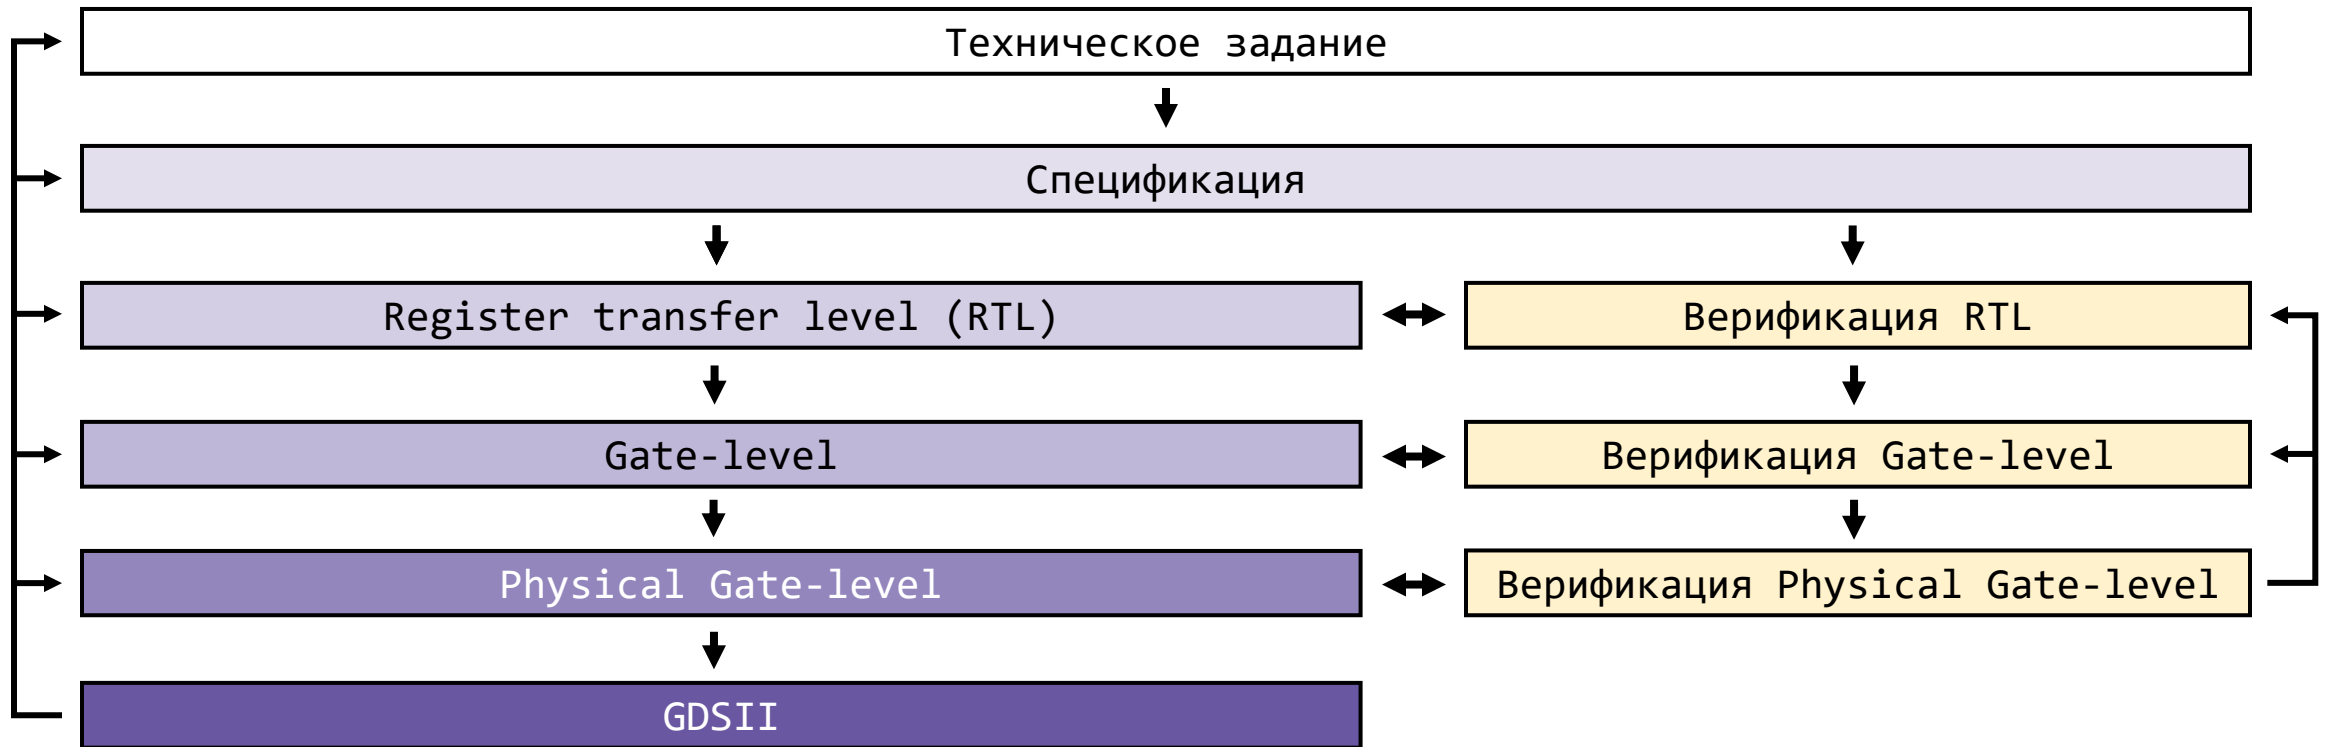 Техническое задание
Спецификация
Register transfer level (RTL)
Верификация RTL
Gate-level
Верификация Gate-level
Physical Gate-level
Верификация Physical Gate-level
GDSII